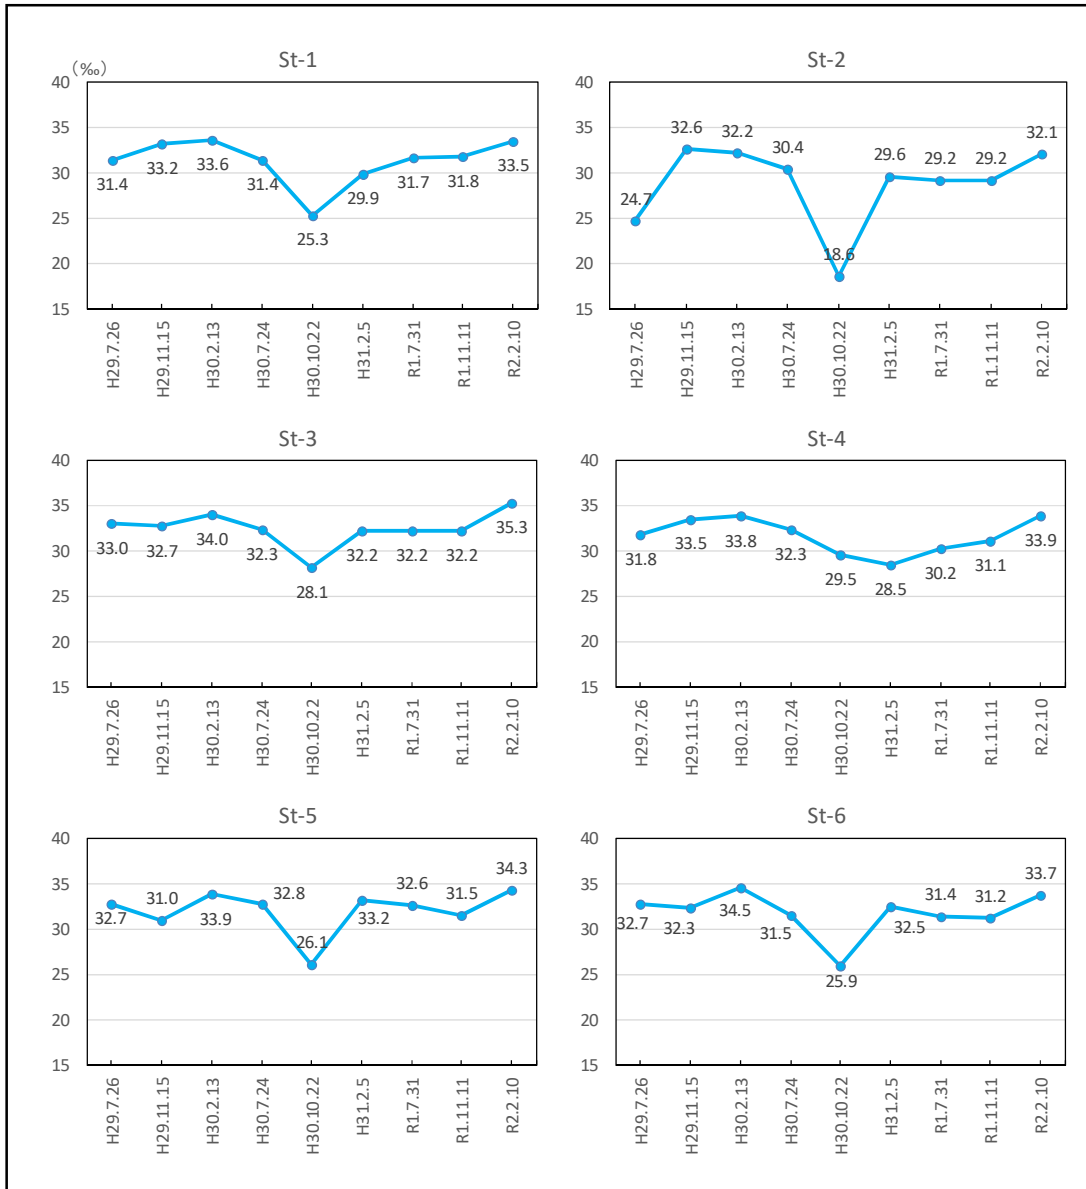 St-1
(‰)
40
35
30
25
20
15
31.4
33.2
33.6
31.4
25.3
29.9
31.7
31.8
33.5
H29.7.26
H29.11.15
H30.2.13
H30.7.24
H30.10.22
H31.2.5
R1.7.31
R1.11.11
R2.2.10
St-2
40
35
30
25
20
15
24.7
32.6
32.2
30.4
18.6
29.6
29.2
29.2
32.1
H29.7.26
H29.11.15
H30.2.13
H30.7.24
H30.10.22
H31.2.5
R1.7.31
R1.11.11
R2.2.10
St-3
40
35
30
25
20
15
33.0
32.7
34.0
32.3
28.1
32.2
32.2
32.2
35.3
H29.7.26
H29.11.15
H30.2.13
H30.7.24
H30.10.22
H31.2.5
R1.7.31
R1.11.11
R2.2.10
St-4
40
35
30
25
20
15
31.8
33.5
33.8
32.3
29.5
28.5
30.2
31.1
33.9
H29.7.26
H29.11.15
H30.2.13
H30.7.24
H30.10.22
H31.2.5
R1.7.31
R1.11.11
R2.2.10
St-5
40
35
30
25
20
15
32.7
31.0
33.9
32.8
26.1
33.2
32.6
31.5
34.3
H29.7.26
H29.11.15
H30.2.13
H30.7.24
H30.10.22
H31.2.5
R1.7.31
R1.11.11
R2.2.10
St-6
40
35
30
25
20
15
32.7
32.3
34.5
31.5
25.9
32.5
31.4
31.2
33.7
H29.7.26
H29.11.15
H30.2.13
H30.7.24
H30.10.22
H31.2.5
R1.7.31
R1.11.11
R2.2.10